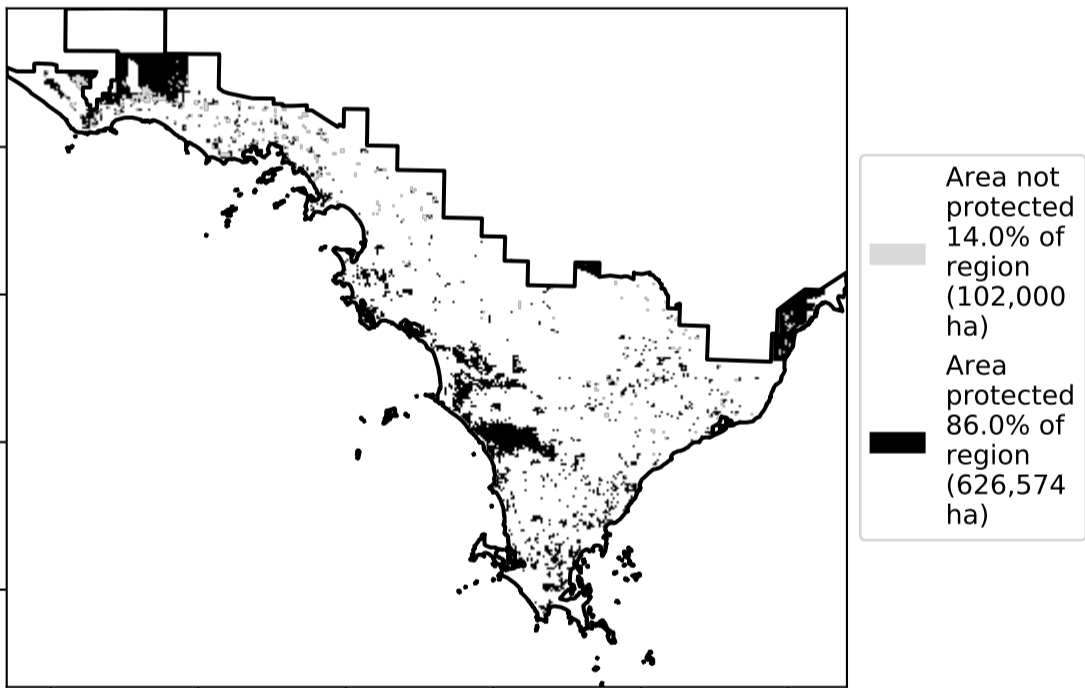 Area not
protected
14.0% of
region
(102,000
ha)
Area
protected
86.0% of
region
(626,574
ha)